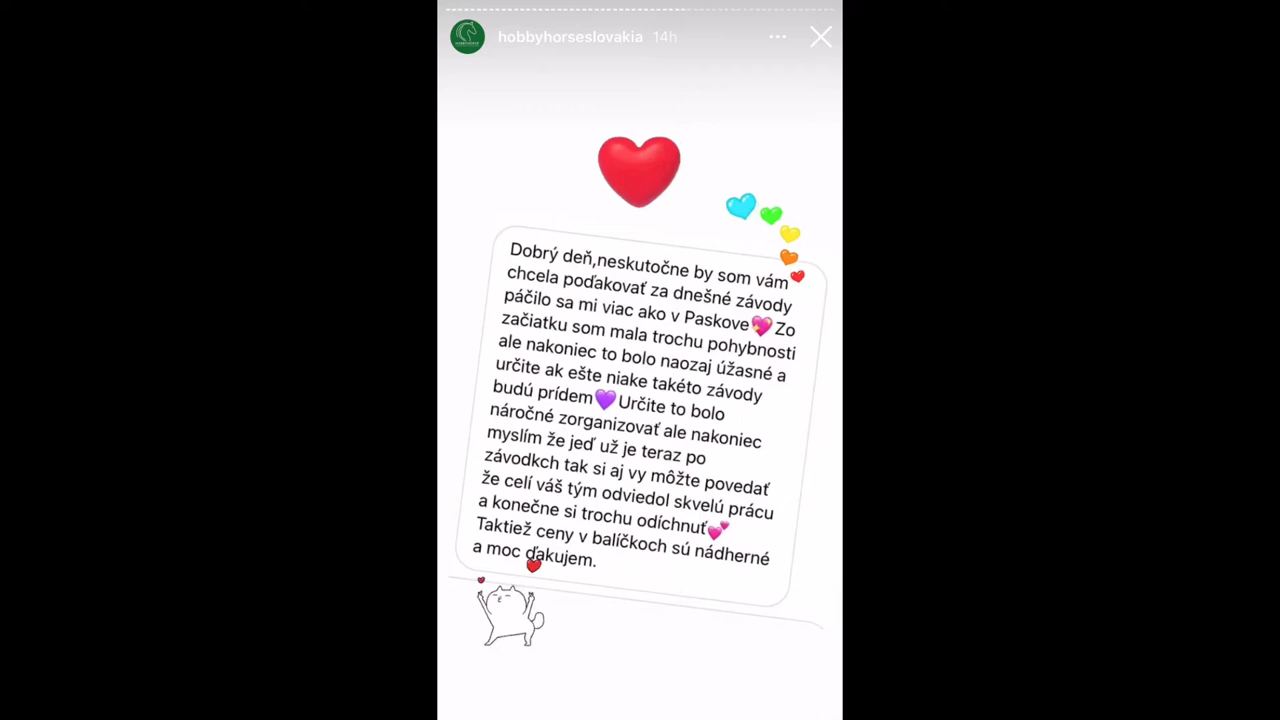 hobbyhorseslovakia 14h
Dobrý deň,neskutočne by som vám
chcela poďakovať za dnešné závody
páčilo sa mi viac ako v Paskove💖Zo
začiatku som mala trochu pohybnosti
ale nakoniec to bolo naozaj úžasné a
určite ak ešte niake takéto závody
budú prídem💜Určite to bolo
náročné zorganizovať ale nakoniec
myslím že jeď už je teraz po
závodkch tak si aj vy môžte povedať
že celí váš tým odviedol skvelú prácu
a konečne si trochu odíchnuť💕
Taktiež ceny v balíčkoch sú nádherné
a moc ďakujem.